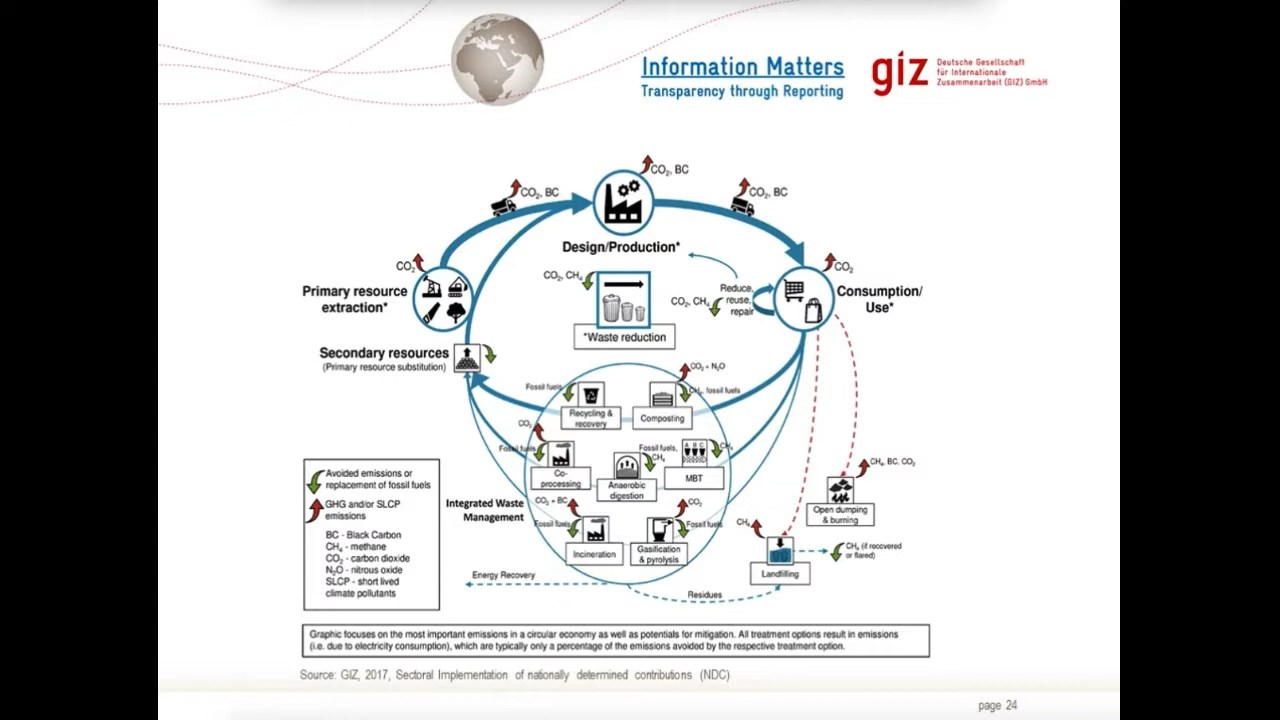 Information Matters
Transparency through Reporting
giz
Deutsche Gesellschaft
für Internationale
Zusammenarbeit (GIZ) GmbH
CO₂, BC
CO₂, BC
CO₂, BC
Design/Production*
CO₂
Primary resource
extraction*
CO₂
Consumption/
Use*
CO₂, CH₄
*Waste reduction
CO₂, CH₄
Reduce,
reuse,
repair
Secondary resources
(Primary resource substitution)
Fossil fuels
Recycling &
recovery
CO₂ + N₂O
CH₄, fossil fuels
Composting
CO₂
Fossil fuels
Co-
processing
Fossil fuels,
CH₄
Anaerobic
digestion
A B C
CH₄
MBT
Integrated Waste
Management
CO₂ + BC
Fossil fuels
Incineration
CO₂
Fossil fuels
Gasification
& pyrolysis
CH₄, BC, CO₂
Open dumping
& burning
CH₄
Landfilling
CH₄ (if recovered
or flared)
Energy Recovery
Residues
Avoided emissions or
replacement of fossil fuels
GHG and/or SLCP
emissions
BC - Black Carbon
CH₄ - methane
CO₂ - carbon dioxide
N₂O - nitrous oxide
SLCP - short lived
climate pollutants
Graphic focuses on the most important emissions in a circular economy as well as potentials for mitigation. All treatment options result in emissions
(i.e. due to electricity consumption), which are typically only a percentage of the emissions avoided by the respective treatment option.
Source: GIZ, 2017, Sectoral Implementation of nationally determined contributions (NDC)
page 24